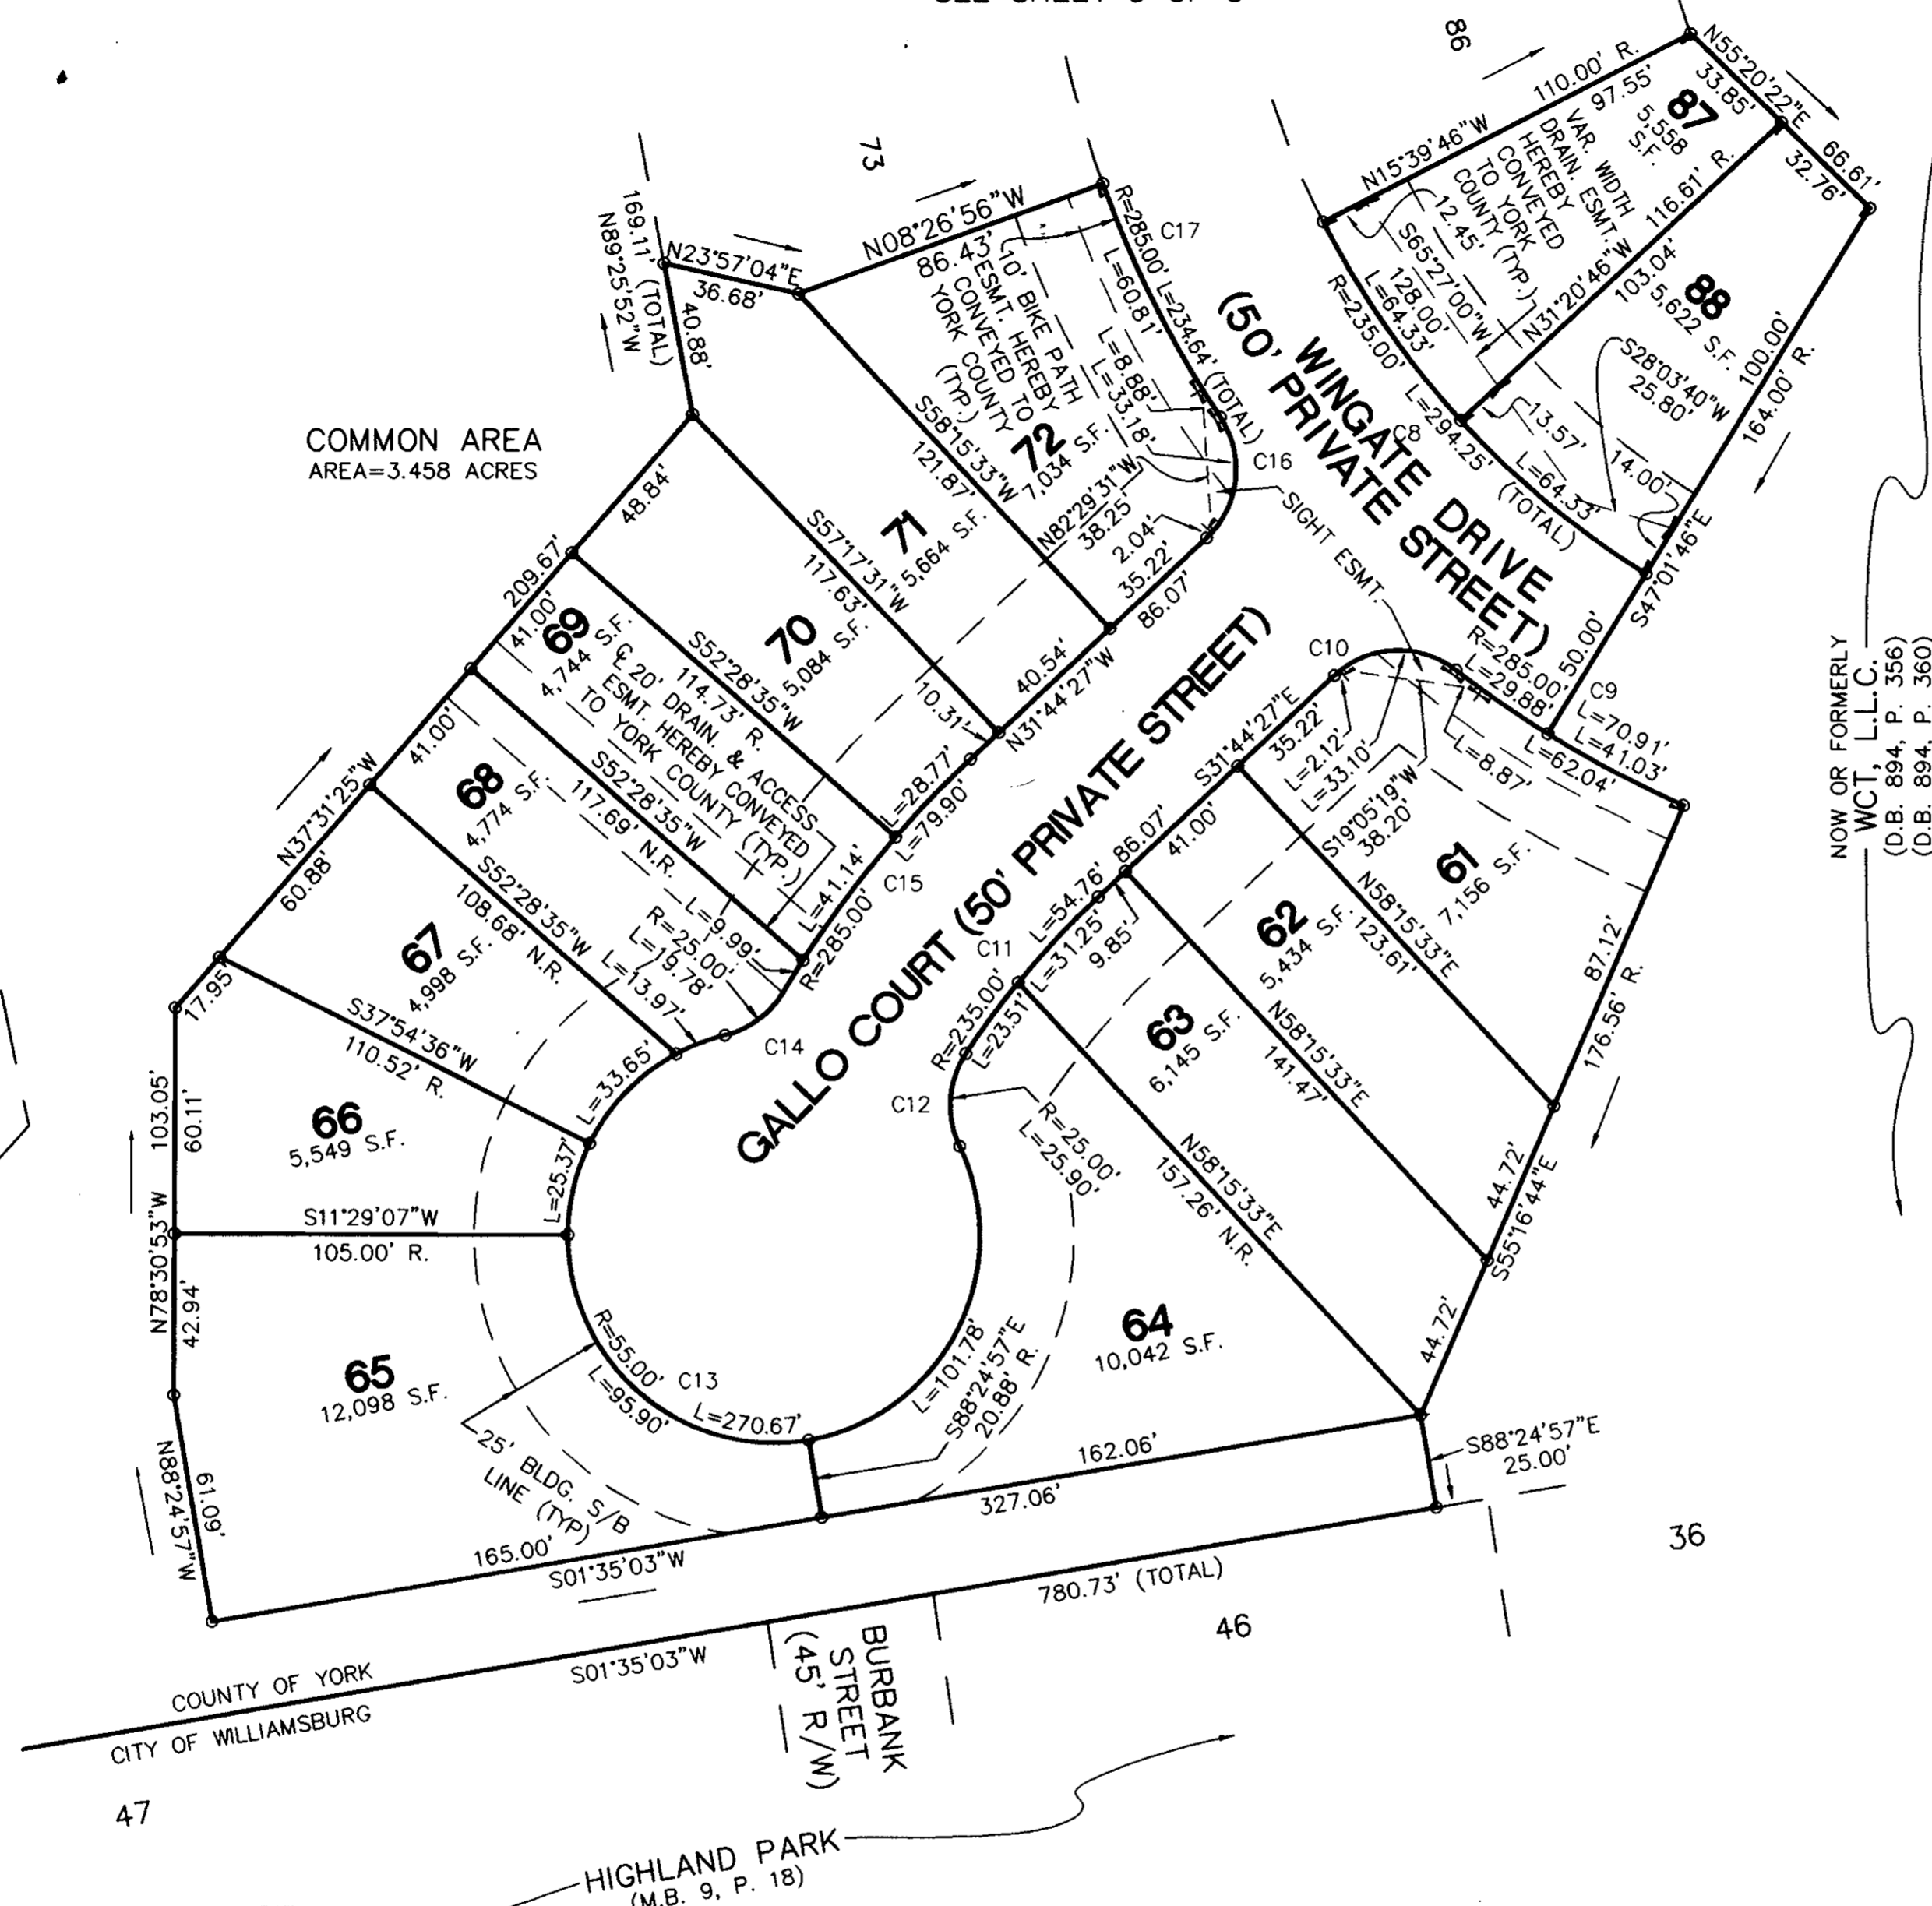 86
73
N55°20'22"E
33.85'
66.61'
32.76'
110.00' R.
97.55'
N15°39'46"W
12.45'
87
5,558
S.F.
VAR. WIDTH
DRAIN. ESMT.
HEREBY
CONVEYED
TO YORK
COUNTY (TYP.)
116.61' R.
N31°20'46"W
103.04'
S65°27'00"W
128.00'
L=64.33'
R=235.00'
88
5,622 S.F.
S28°03'40"W
25.80'
100.00'
164.00' R.
C8
L=294.25'
(TOTAL)
13.57'
14.00'
L=64.33'
S47°01'46"E
50.00'
169.11' (TOTAL)
N89°25'52"W
40.88'
N23°57'04"E
36.68'
N08°26'56"W
86.43'
10' BIKE PATH
ESMT. HEREBY
CONVEYED TO
YORK COUNTY
(TYP.)
R=285.00'
L=234.64' (TOTAL)
L=60.81'
C17
L=8.88'
L=33.18'
C16
72
7,034 S.F.
N82°29'31"W
38.25'
2.04'
35.22'
86.07'
S58°15'33"W
121.87'
SIGHT ESMT.
WINGATE DRIVE
(50' PRIVATE STREET)
COMMON AREA
AREA=3.458 ACRES
48.84'
209.67'
71
5,664 S.F.
S57°17'31"W
117.63'
40.54'
N31°44'27"W
10.31'
70
5,084 S.F.
S52°28'35"W
114.73' R.
L=28.77'
L=79.90'
41.00'
69
4,744 S.F.
℄ 20' DRAIN. & ACCESS
ESMT. HEREBY CONVEYED
TO YORK COUNTY (TYP.)
S52°28'35"W
117.69' N.R.
L=41.14'
C15
R=285.00'
L=9.99'
41.00'
68
4,774 S.F.
S52°28'35"W
108.68' N.R.
R=25.00'
L=19.78'
L=13.97'
C14
N37°31'25"W
60.88'
17.95'
67
4,998 S.F.
S37°54'36"W
110.52' R.
L=33.65'
66
5,549 S.F.
L=25.37'
103.05'
60.11'
N78°30'53"W
42.94'
S11°29'07"W
105.00' R.
65
12,098 S.F.
R=55.00'
C13
L=95.90'
L=270.67'
L=101.78'
25' BLDG. S/B
LINE (TYP)
N88°24'57"W
61.09'
165.00'
S01°35'03"W
GALLO COURT (50' PRIVATE STREET)
C10
R=285.00'
L=29.88'
C9
L=70.91'
L=41.03'
L=62.04'
L=8.87'
S31°44'27"E
35.22'
L=2.12'
L=33.10'
S19°05'19"W
38.20'
61
7,156 S.F.
87.12'
176.56' R.
N58°15'33"E
123.61'
86.07'
41.00'
62
5,434 S.F.
N58°15'33"E
141.47'
44.72'
S55°16'44"E
C11
L=54.76'
L=31.25'
9.85'
R=235.00'
L=23.51'
63
6,145 S.F.
N58°15'33"E
157.26' N.R.
44.72'
C12
R=25.00'
L=25.90'
64
10,042 S.F.
S88°24'57"E
20.88' R.
162.06'
327.06'
S88°24'57"E
25.00'
NOW OR FORMERLY
WCT, L.L.C.
(D.B. 894, P. 356)
(D.B. 894, P. 360)
780.73' (TOTAL)
S01°35'03"W
COUNTY OF YORK
CITY OF WILLIAMSBURG
BURBANK
STREET
(45' R/W)
36
46
47
HIGHLAND PARK
(M.B. 9, P. 18)